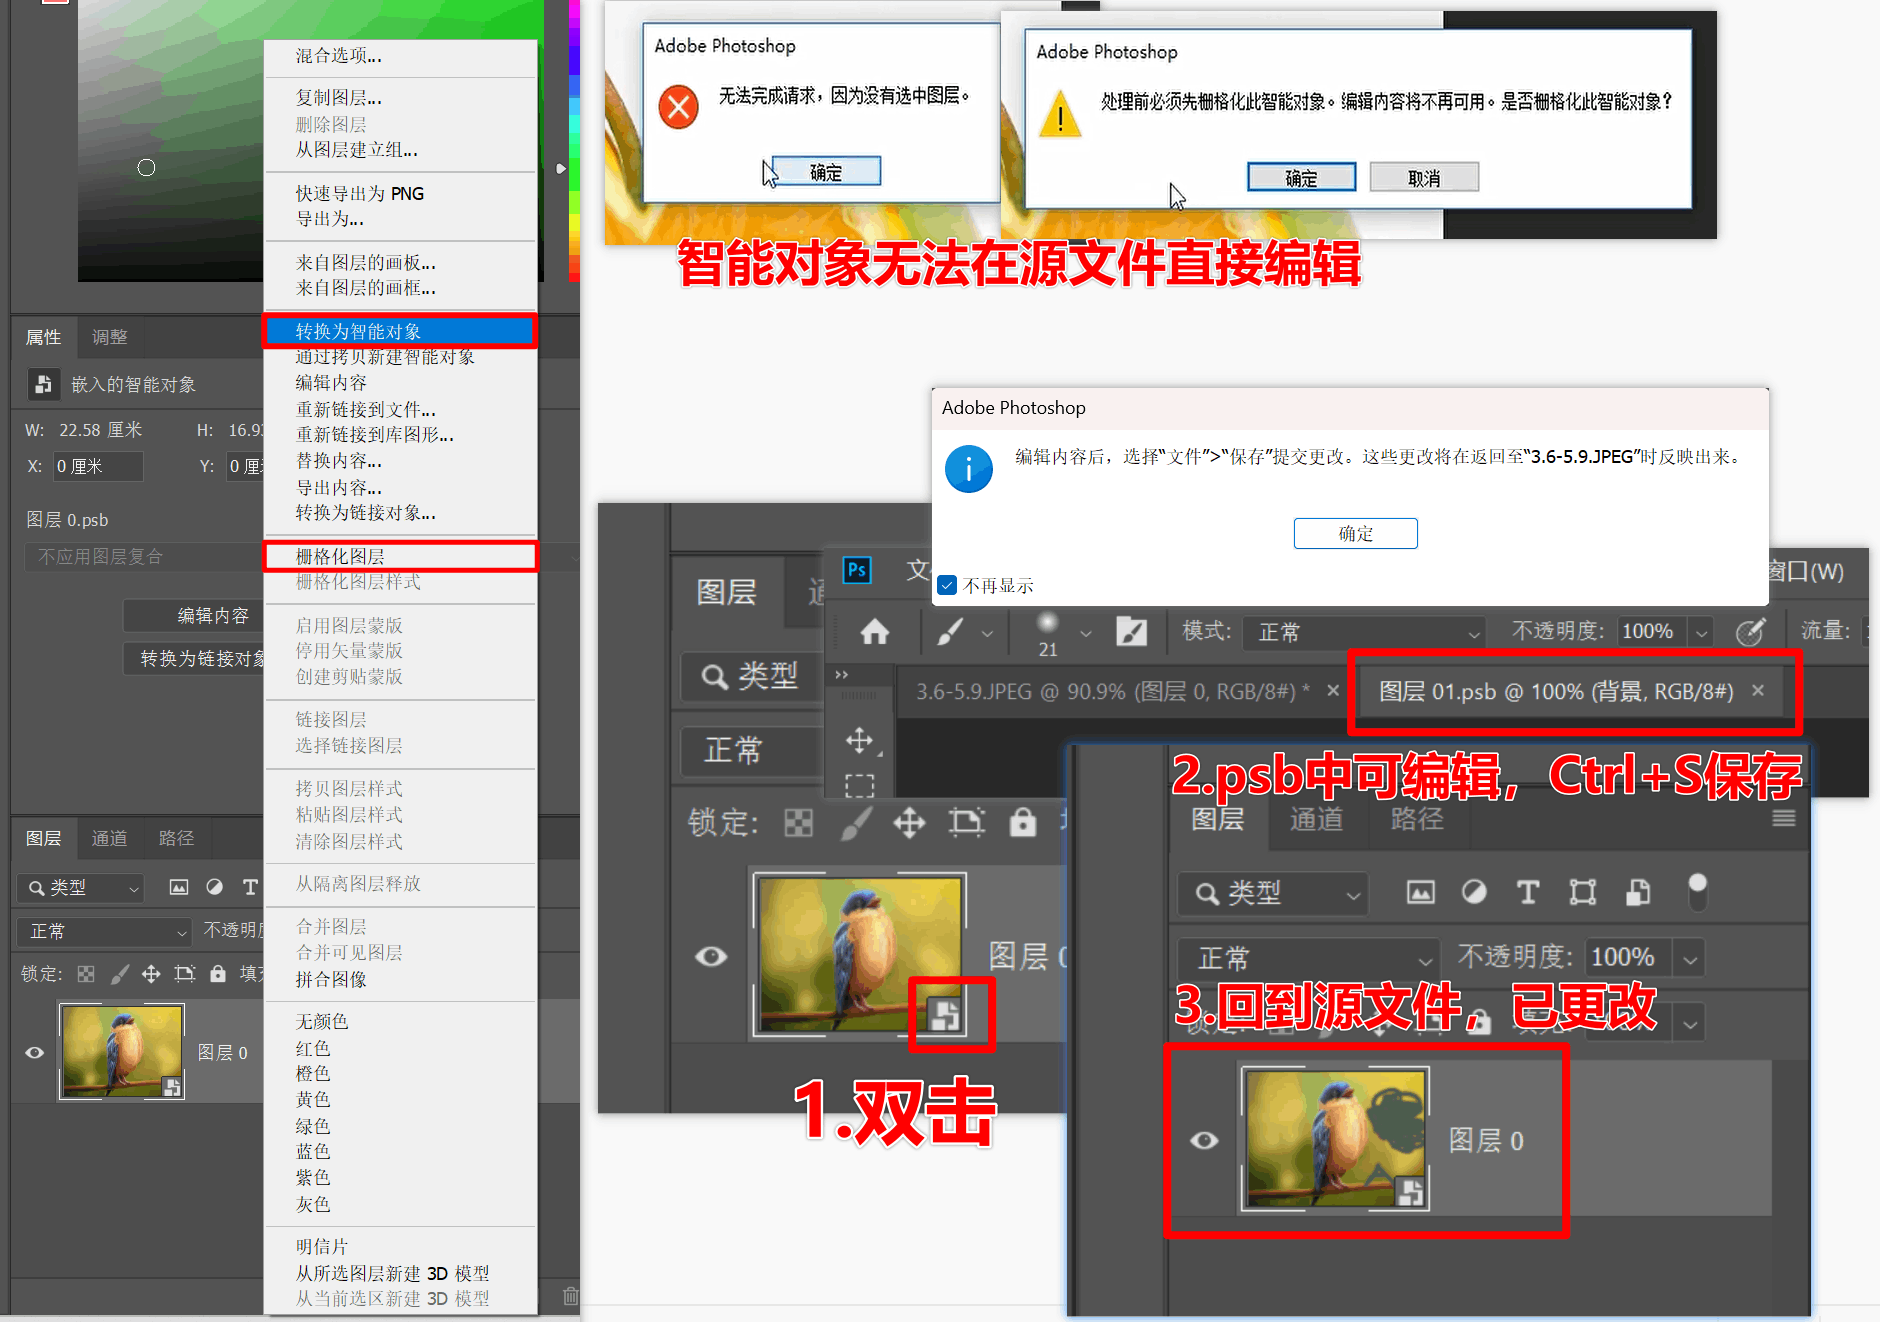 混合选项...
复制图层...
删除图层
从图层建立组...
快速导出为 PNG
导出为...
来自图层的画板...
来自图层的画框...
转换为智能对象
通过拷贝新建智能对象
编辑内容
重新链接到文件...
重新链接到库图形...
替换内容...
导出内容...
转换为链接对象...
栅格化图层
栅格化图层样式
启用图层蒙版
停用矢量蒙版
创建剪贴蒙版
链接图层
选择链接图层
拷贝图层样式
粘贴图层样式
清除图层样式
从隔离图层释放
合并图层
合并可见图层
拼合图像
无颜色
红色
橙色
黄色
绿色
蓝色
紫色
灰色
明信片
从所选图层新建 3D 模型
从当前选区新建 3D 模型
属性 调整
嵌入的智能对象
W: 22.58 厘米 H:
X: 0 厘米 Y:
图层 0.psb
不应用图层复合
编辑内容
转换为链接对象
图层 通道 路径
类型
正常
锁定:
图层 0
Adobe Photoshop
无法完成请求，因为没有选中图层。
确定
Adobe Photoshop
处理前必须先栅格化此智能对象。编辑内容将不再可用。是否栅格化此智能对象？
确定 取消
智能对象无法在源文件直接编辑
Adobe Photoshop
编辑内容后，选择“文件”>“保存”提交更改。这些更改将在返回至“3.6-5.9.JPEG”时反映出来。
确定
不再显示
Ps 窗口(W)
21 模式: 正常 不透明度: 100% 流量:
3.6-5.9.JPEG @ 90.9% (图层 0, RGB/8#) * × 图层 01.psb @ 100% (背景, RGB/8#) ×
图层
类型
正常
锁定:
图层 0
1.双击
2.psb中可编辑，Ctrl+S保存
图层 通道 路径
类型
正常 不透明度: 100%
3.回到源文件，已更改
图层 0